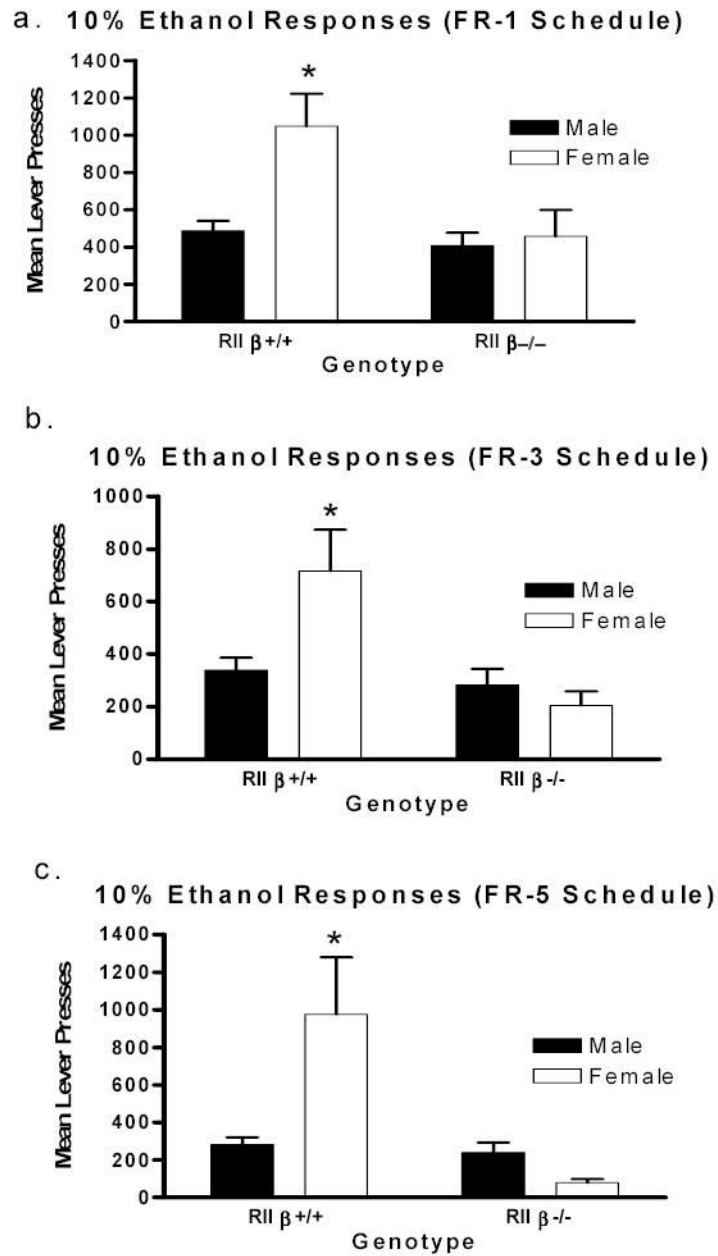 a. 10% Ethanol Responses (FR-1 Schedule)
1400
1200
1000
800
600
400
200
0
Mean Lever Presses
*
Male
Female
RII β+/+
RII β–/–
Genotype
b.
10% Ethanol Responses (FR-3 Schedule)
1000
800
600
400
200
0
Mean Lever Presses
*
Male
Female
RII β+/+
RII β-/-
Genotype
c.
10% Ethanol Responses (FR-5 Schedule)
1400
1200
1000
800
600
400
200
0
Mean Lever Presses
*
Male
Female
RII β+/+
RII β-/-
Genotype